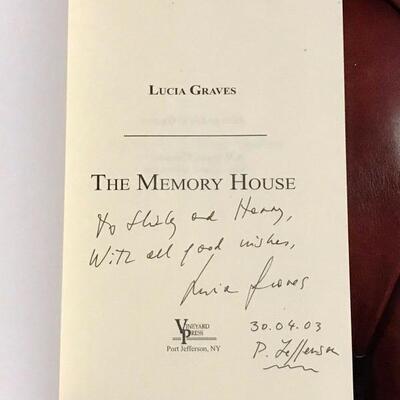 LUCIA GRAVES
THE MEMORY HOUSE
To Shirley and Henry,
With all good wishes,
Lucia Graves
30.04.03
P. Jefferson
VINEYARD
PRESS
Port Jefferson, NY